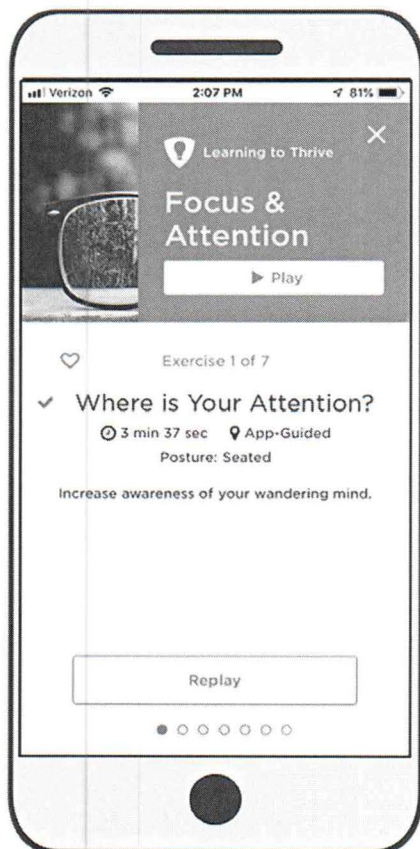 Verizon 2:07 PM 81%
Learning to Thrive
Focus &
Attention
Play
Exercise 1 of 7
Where is Your Attention?
3 min 37 sec App-Guided
Posture: Seated
Increase awareness of your wandering mind.
Replay